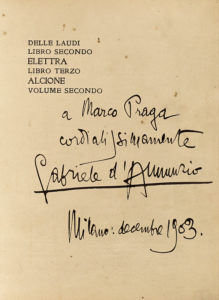 DELLE LAUDI
LIBRO SECONDO
ELETTRA
LIBRO TERZO
ALCIONE
VOLUME SECONDO
a Marco Praga
cordialissimamente
Gabriele d'Annunzio
Milano: decembre 1903.